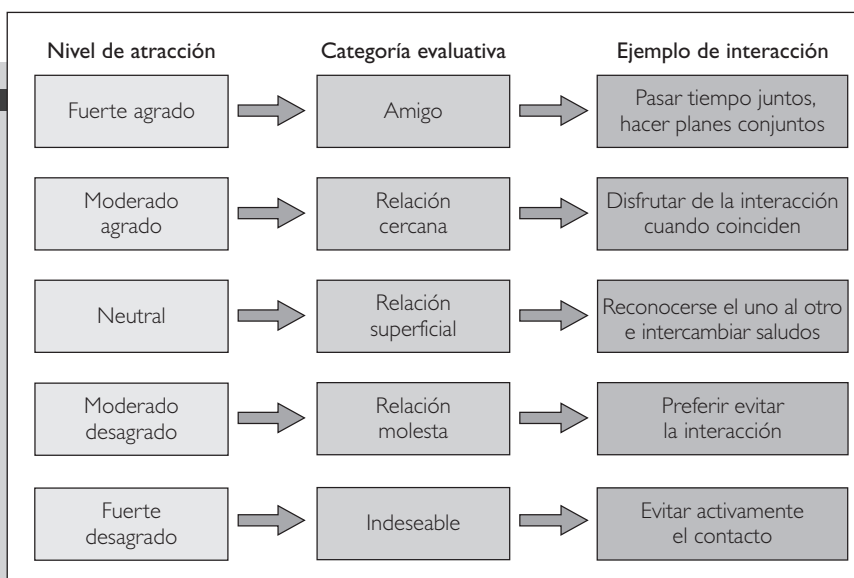 Nivel de atracción
Categoría evaluativa
Ejemplo de interacción
Fuerte agrado
Amigo
Pasar tiempo juntos,
hacer planes conjuntos
Moderado
agrado
Relación
cercana
Disfrutar de la interacción
cuando coinciden
Neutral
Relación
superficial
Reconocerse el uno al otro
e intercambiar saludos
Moderado
desagrado
Relación
molesta
Preferir evitar
la interacción
Fuerte
desagrado
Indeseable
Evitar activamente
el contacto